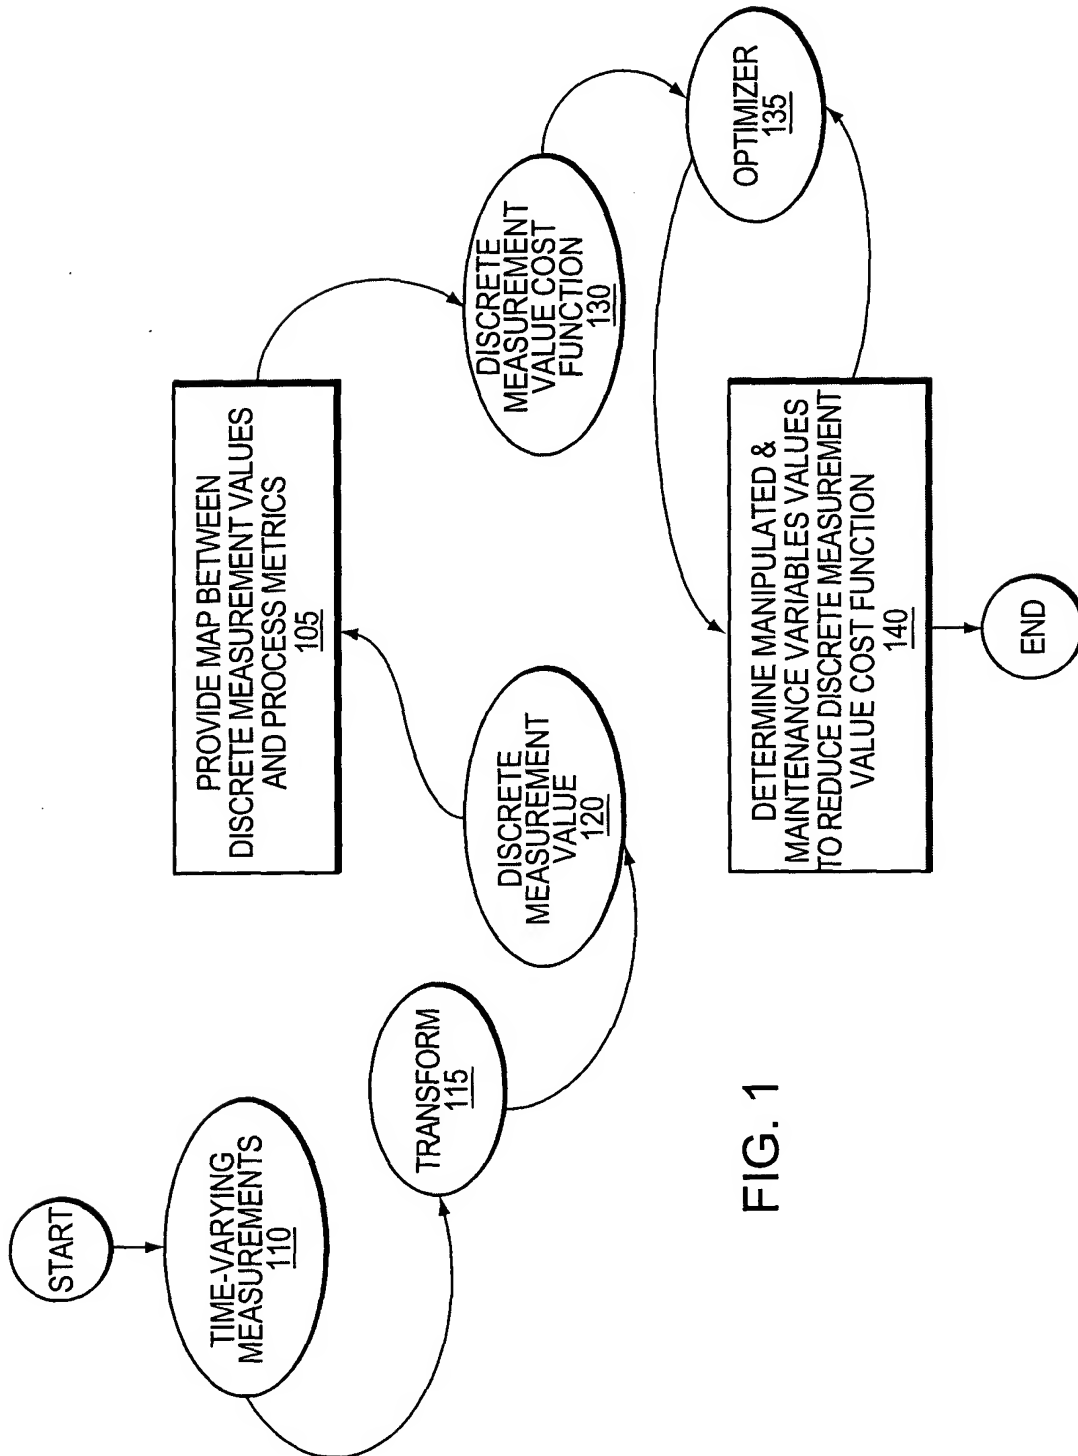 START
TIME-VARYING
MEASUREMENTS
110
TRANSFORM
115
DISCRETE
MEASUREMENT
VALUE
120
PROVIDE MAP BETWEEN
DISCRETE MEASUREMENT VALUES
AND PROCESS METRICS
105
DISCRETE
MEASUREMENT
VALUE COST
FUNCTION
130
OPTIMIZER
135
DETERMINE MANIPULATED &
MAINTENANCE VARIABLES VALUES
TO REDUCE DISCRETE MEASUREMENT
VALUE COST FUNCTION
140
END
FIG. 1